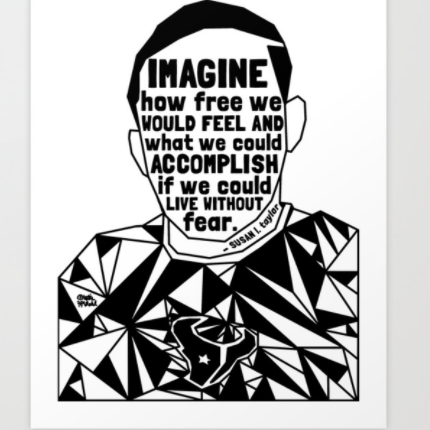 IMAGINE
how free we
WOULD FEEL AND
what we could
ACCOMPLISH
if we could
LIVE WITHOUT
fear.
- SUSAN L. taylor